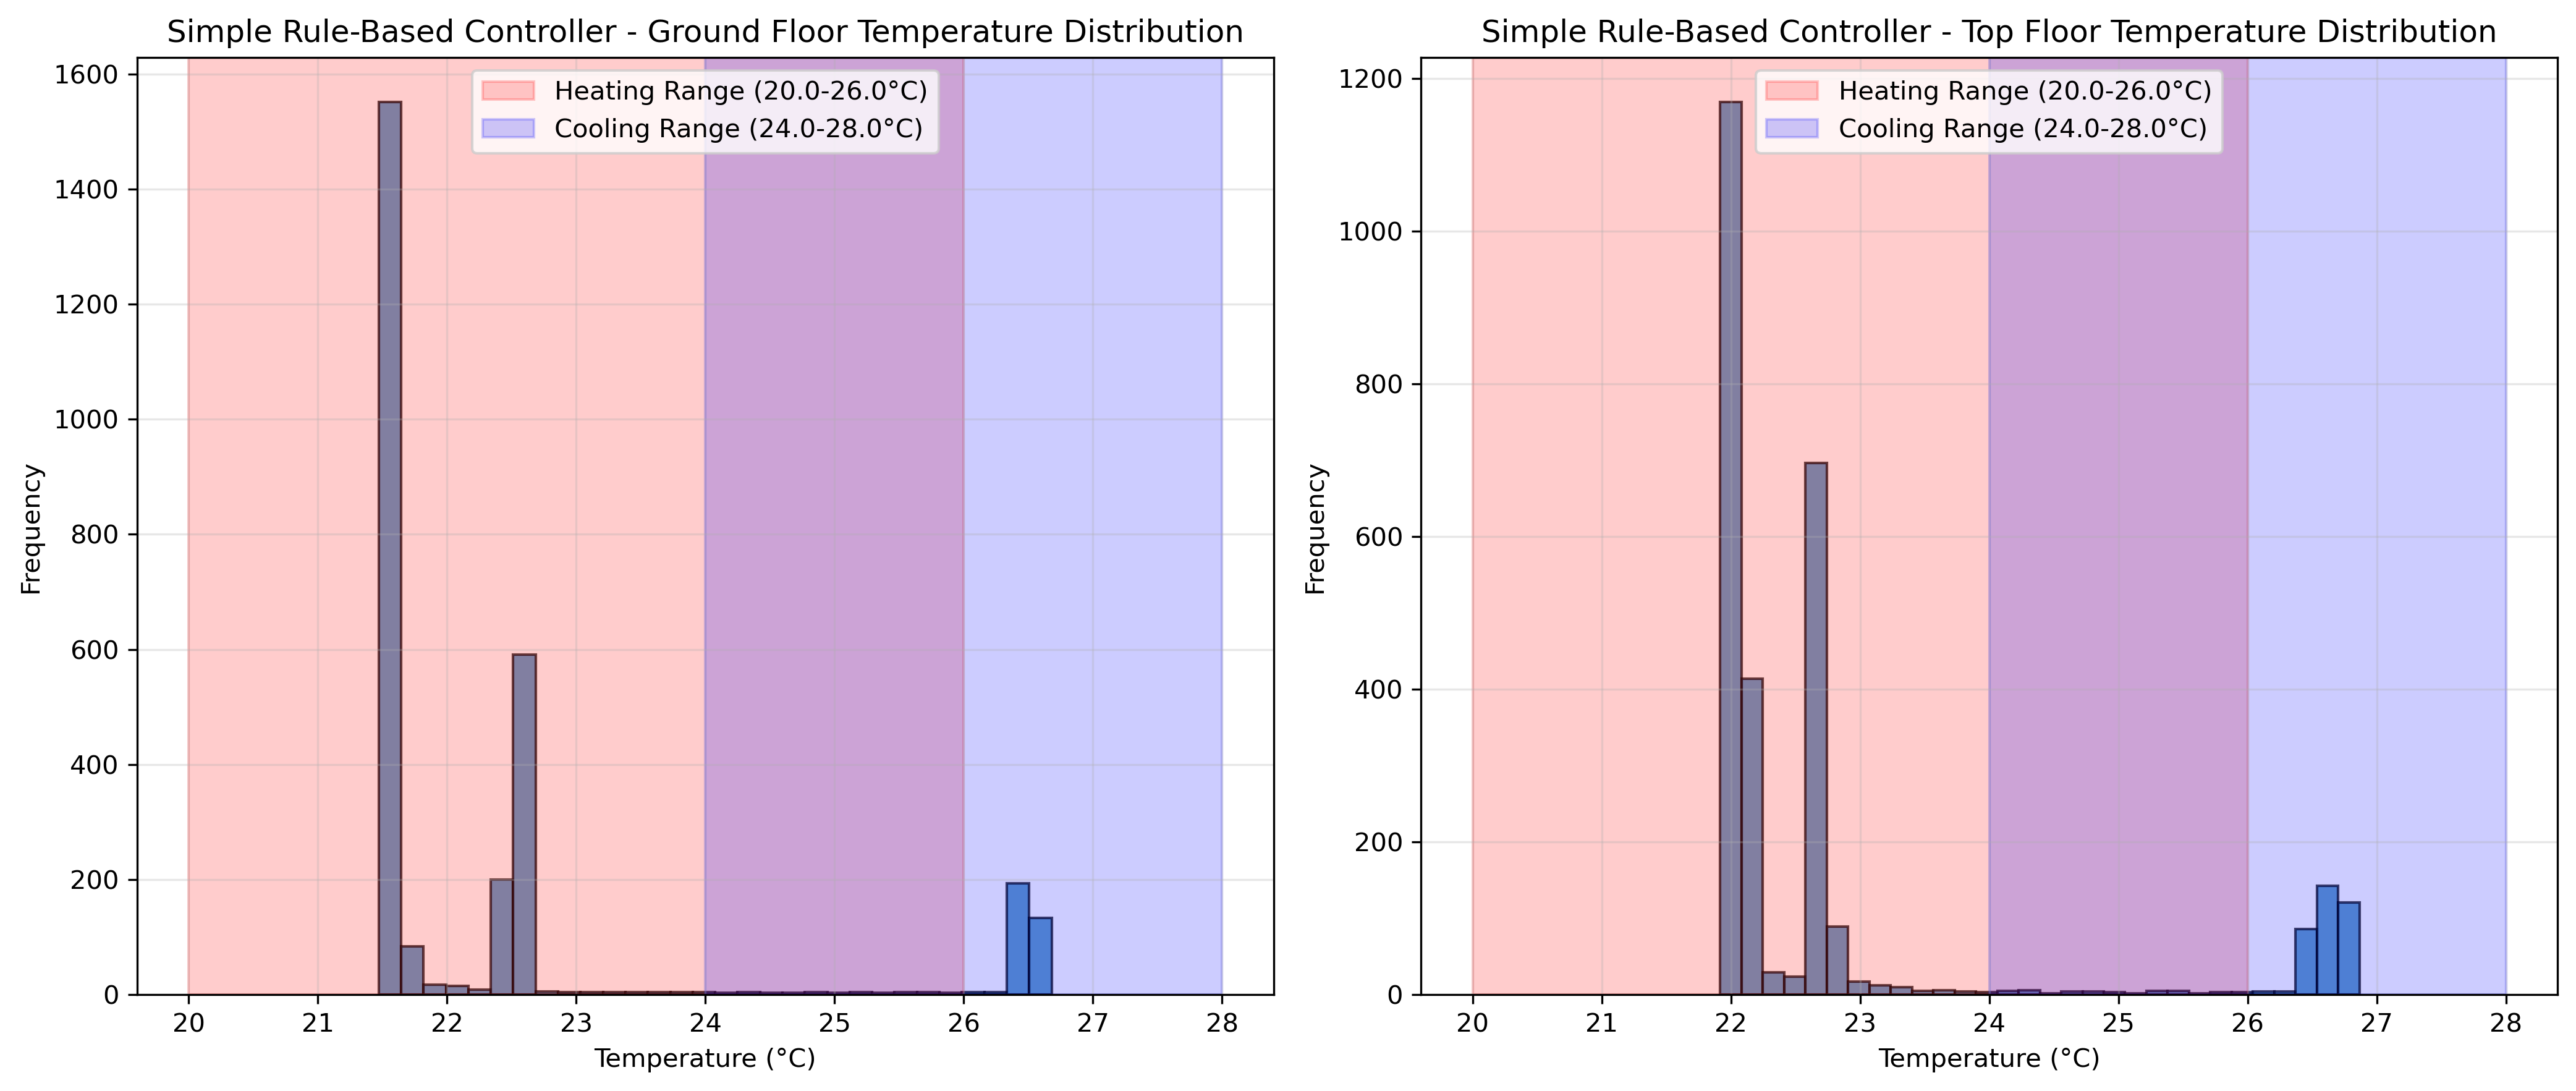 Simple Rule-Based Controller - Ground Floor Temperature Distribution
Heating Range (20.0-26.0°C)
Cooling Range (24.0-28.0°C)
1600
1400
1200
1000
800
600
400
200
0
Frequency
20 21 22 23 24 25 26 27 28
Temperature (°C)
Simple Rule-Based Controller - Top Floor Temperature Distribution
Heating Range (20.0-26.0°C)
Cooling Range (24.0-28.0°C)
1200
1000
800
600
400
200
0
Frequency
20 21 22 23 24 25 26 27 28
Temperature (°C)